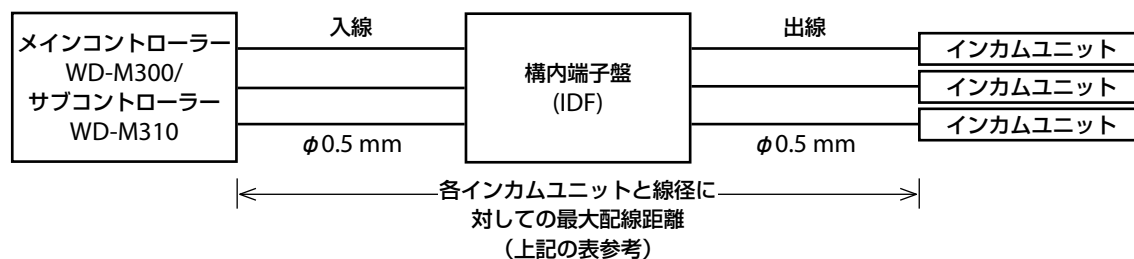 メインコントローラー
WD-M300/
サブコントローラー
WD-M310
入線
φ0.5 mm
構内端子盤
(IDF)
出線
φ0.5 mm
インカムユニット
インカムユニット
インカムユニット
各インカムユニットと線径に
対しての最大配線距離
（上記の表参考）